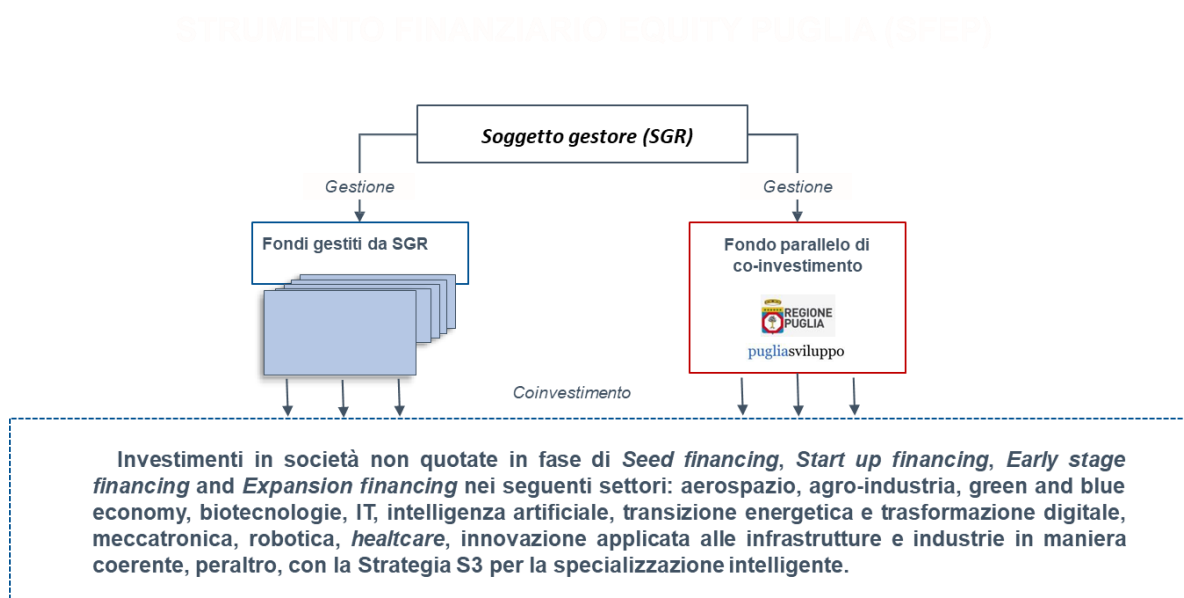 STRUMENTO FINANZIARIO EQUITY PUGLIA (SFEP)
Soggetto gestore (SGR)
Gestione
Gestione
Fondi gestiti da SGR
Fondo parallelo di
co-investimento
REGIONE
PUGLIA
pugliasviluppo
Coinvestimento
Investimenti in società non quotate in fase di Seed financing, Start up financing, Early stage
financing and Expansion financing nei seguenti settori: aerospazio, agro-industria, green and blue
economy, biotecnologie, IT, intelligenza artificiale, transizione energetica e trasformazione digitale,
meccatronica, robotica, healtcare, innovazione applicata alle infrastrutture e industrie in maniera
coerente, peraltro, con la Strategia S3 per la specializzazione intelligente.